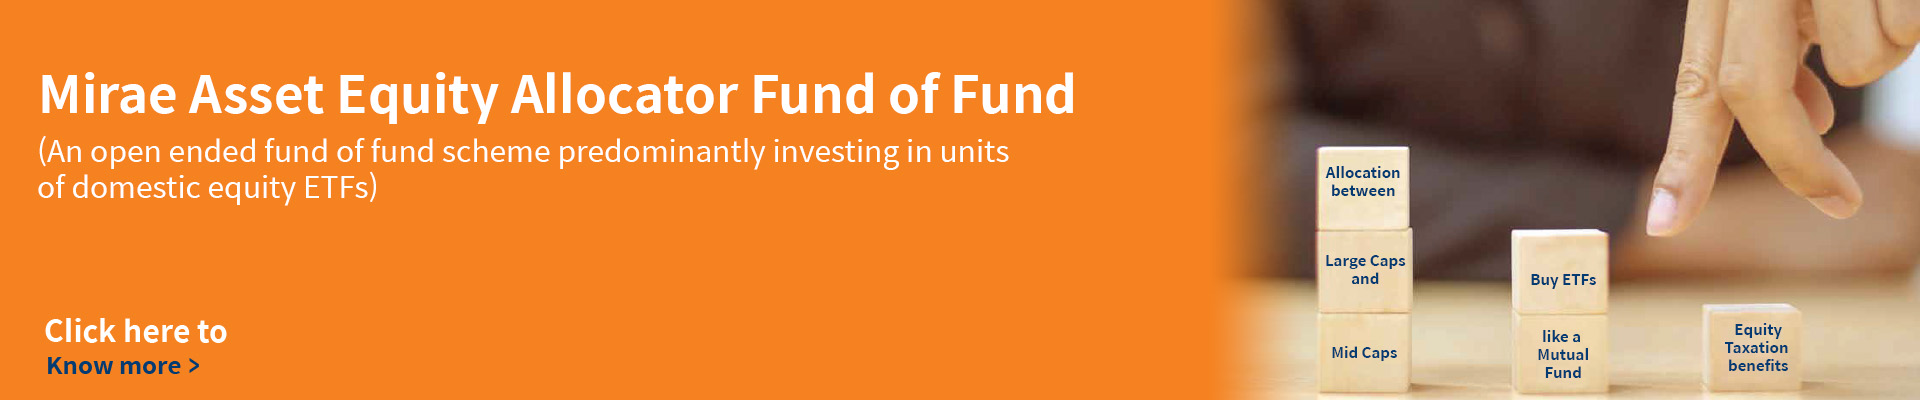 Mirae Asset Equity Allocator Fund of Fund
(An open ended fund of fund scheme predominantly investing in units
of domestic equity ETFs)
Click here to
Know more >
Allocation
between
Large Caps
and
Mid Caps
Buy ETFs
like a
Mutual
Fund
Equity
Taxation
benefits